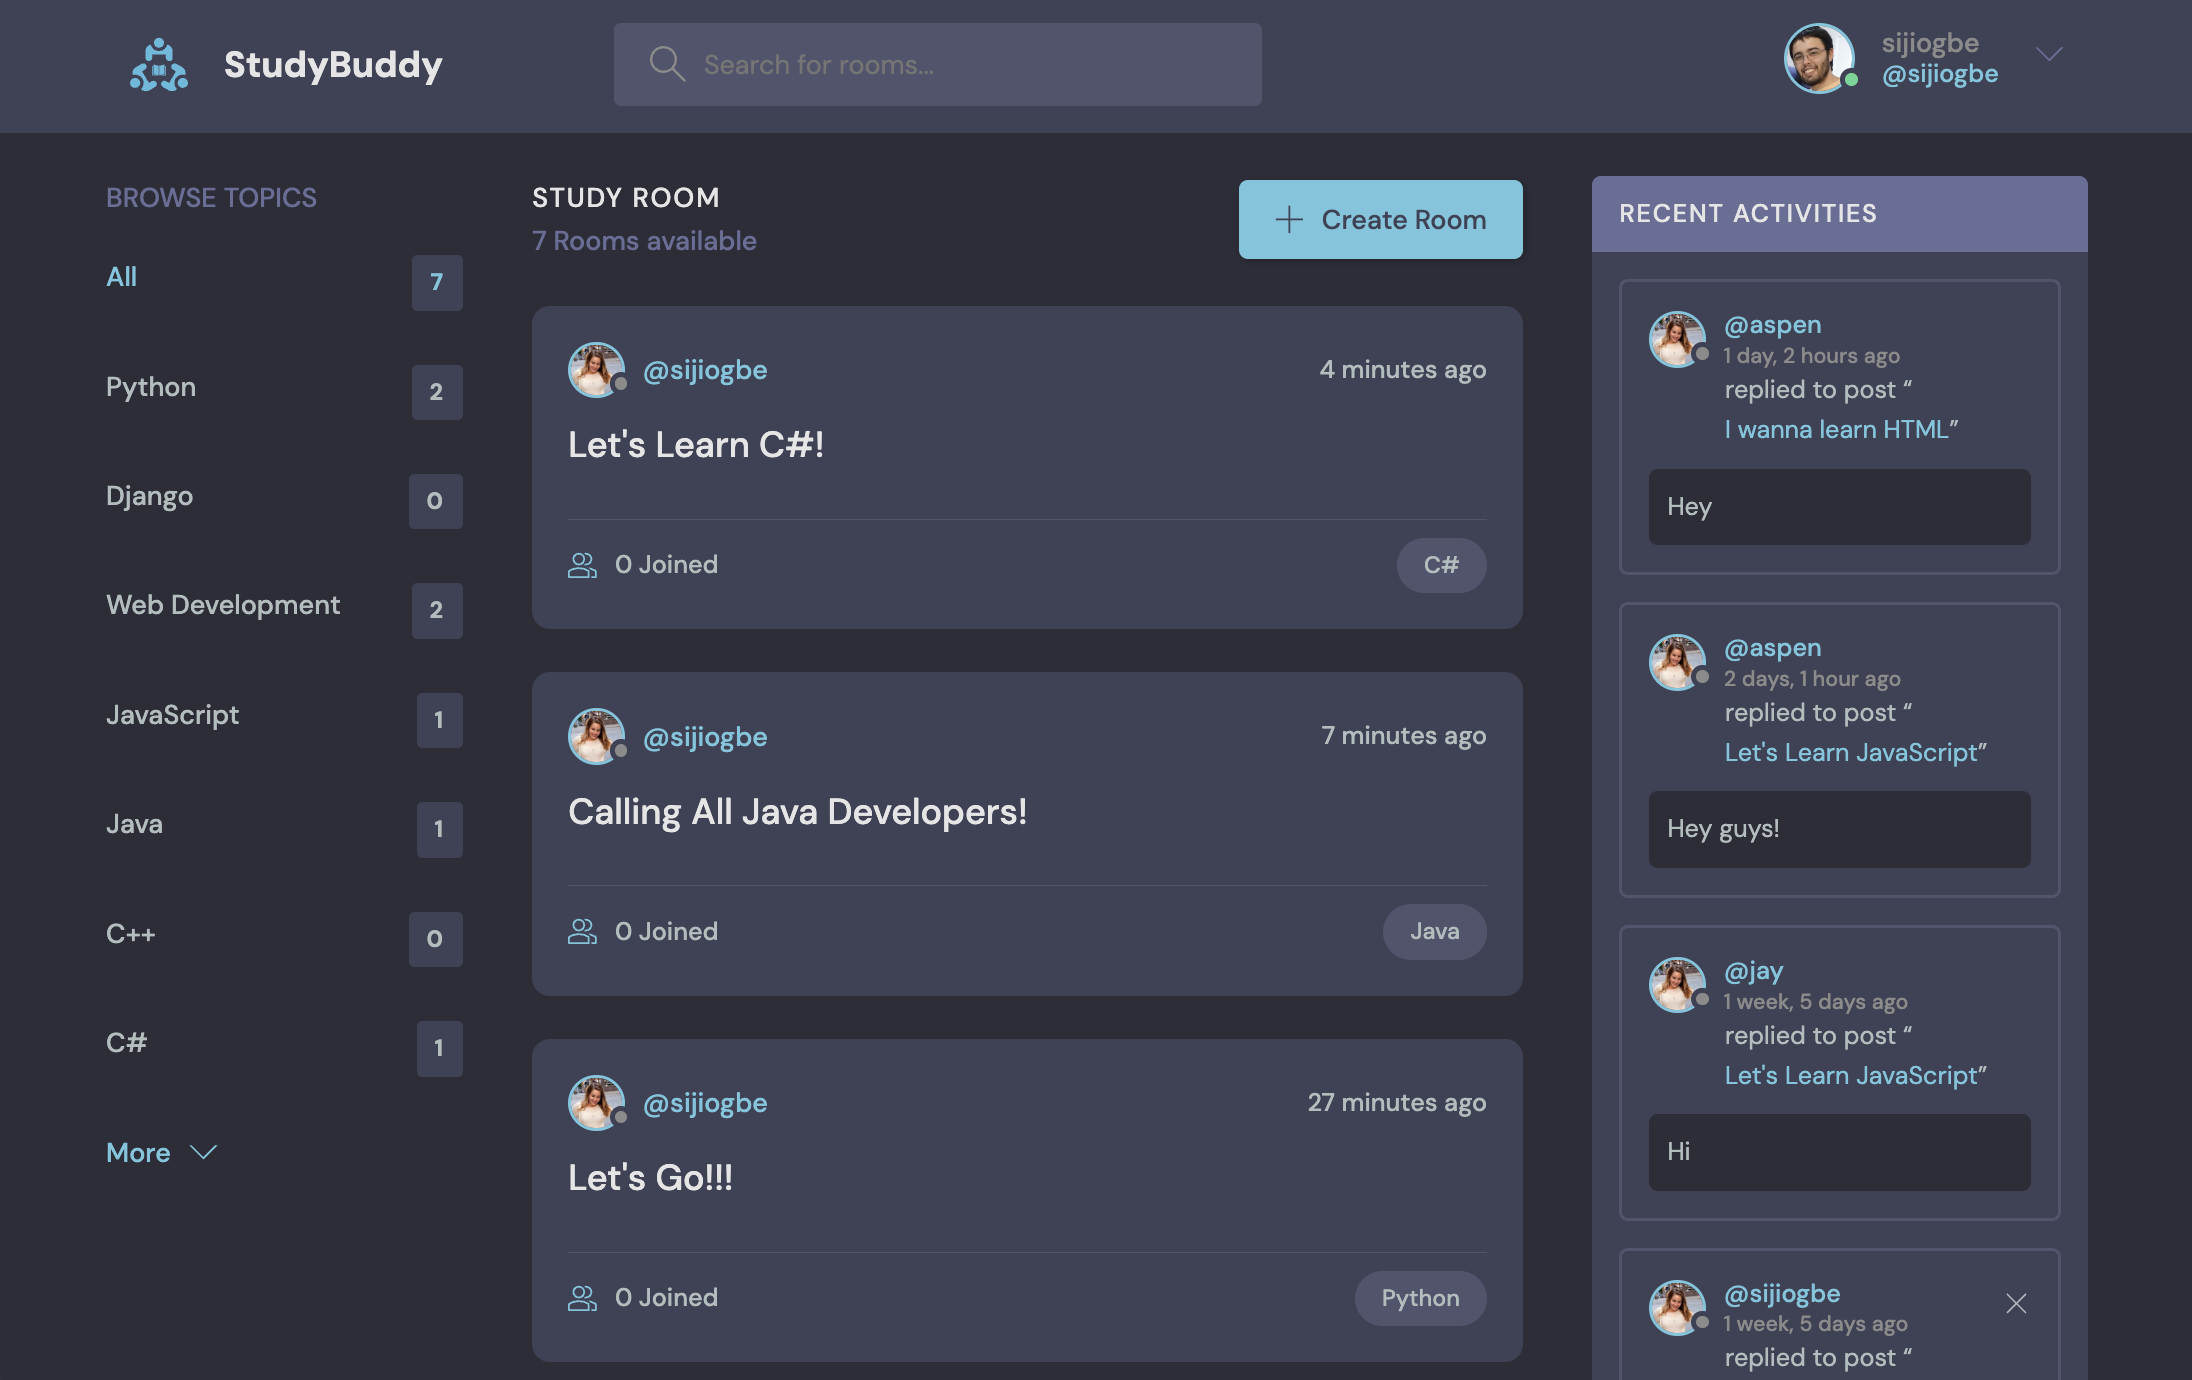 StudyBuddy
Search for rooms...
sijiogbe
@sijiogbe
BROWSE TOPICS
All 7
Python 2
Django 0
Web Development 2
JavaScript 1
Java 1
C++ 0
C# 1
More
STUDY ROOM
7 Rooms available
Create Room
@sijiogbe 4 minutes ago
Let's Learn C#!
0 Joined C#
@sijiogbe 7 minutes ago
Calling All Java Developers!
0 Joined Java
@sijiogbe 27 minutes ago
Let's Go!!!
0 Joined Python
RECENT ACTIVITIES
@aspen
1 day, 2 hours ago
replied to post “
I wanna learn HTML”
Hey
@aspen
2 days, 1 hour ago
replied to post “
Let's Learn JavaScript”
Hey guys!
@jay
1 week, 5 days ago
replied to post “
Let's Learn JavaScript”
Hi
@sijiogbe
1 week, 5 days ago
replied to post “